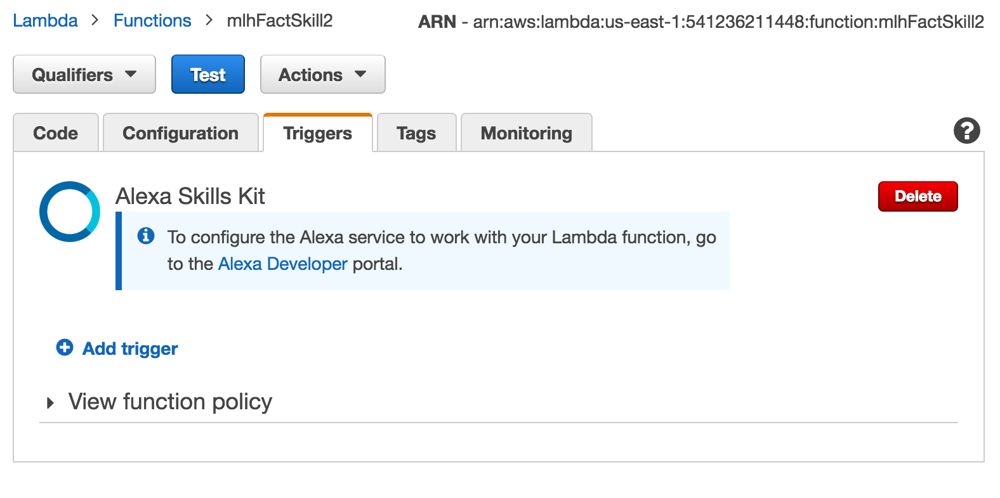 Lambda > Functions > mlhFactSkill2
ARN - arn:aws:lambda:us-east-1:541236211448:function:mlhFactSkill2
Qualifiers Test Actions
Code Configuration Triggers Tags Monitoring ?
Alexa Skills Kit
Delete
i To configure the Alexa service to work with your Lambda function, go
to the Alexa Developer portal.
Add trigger
View function policy